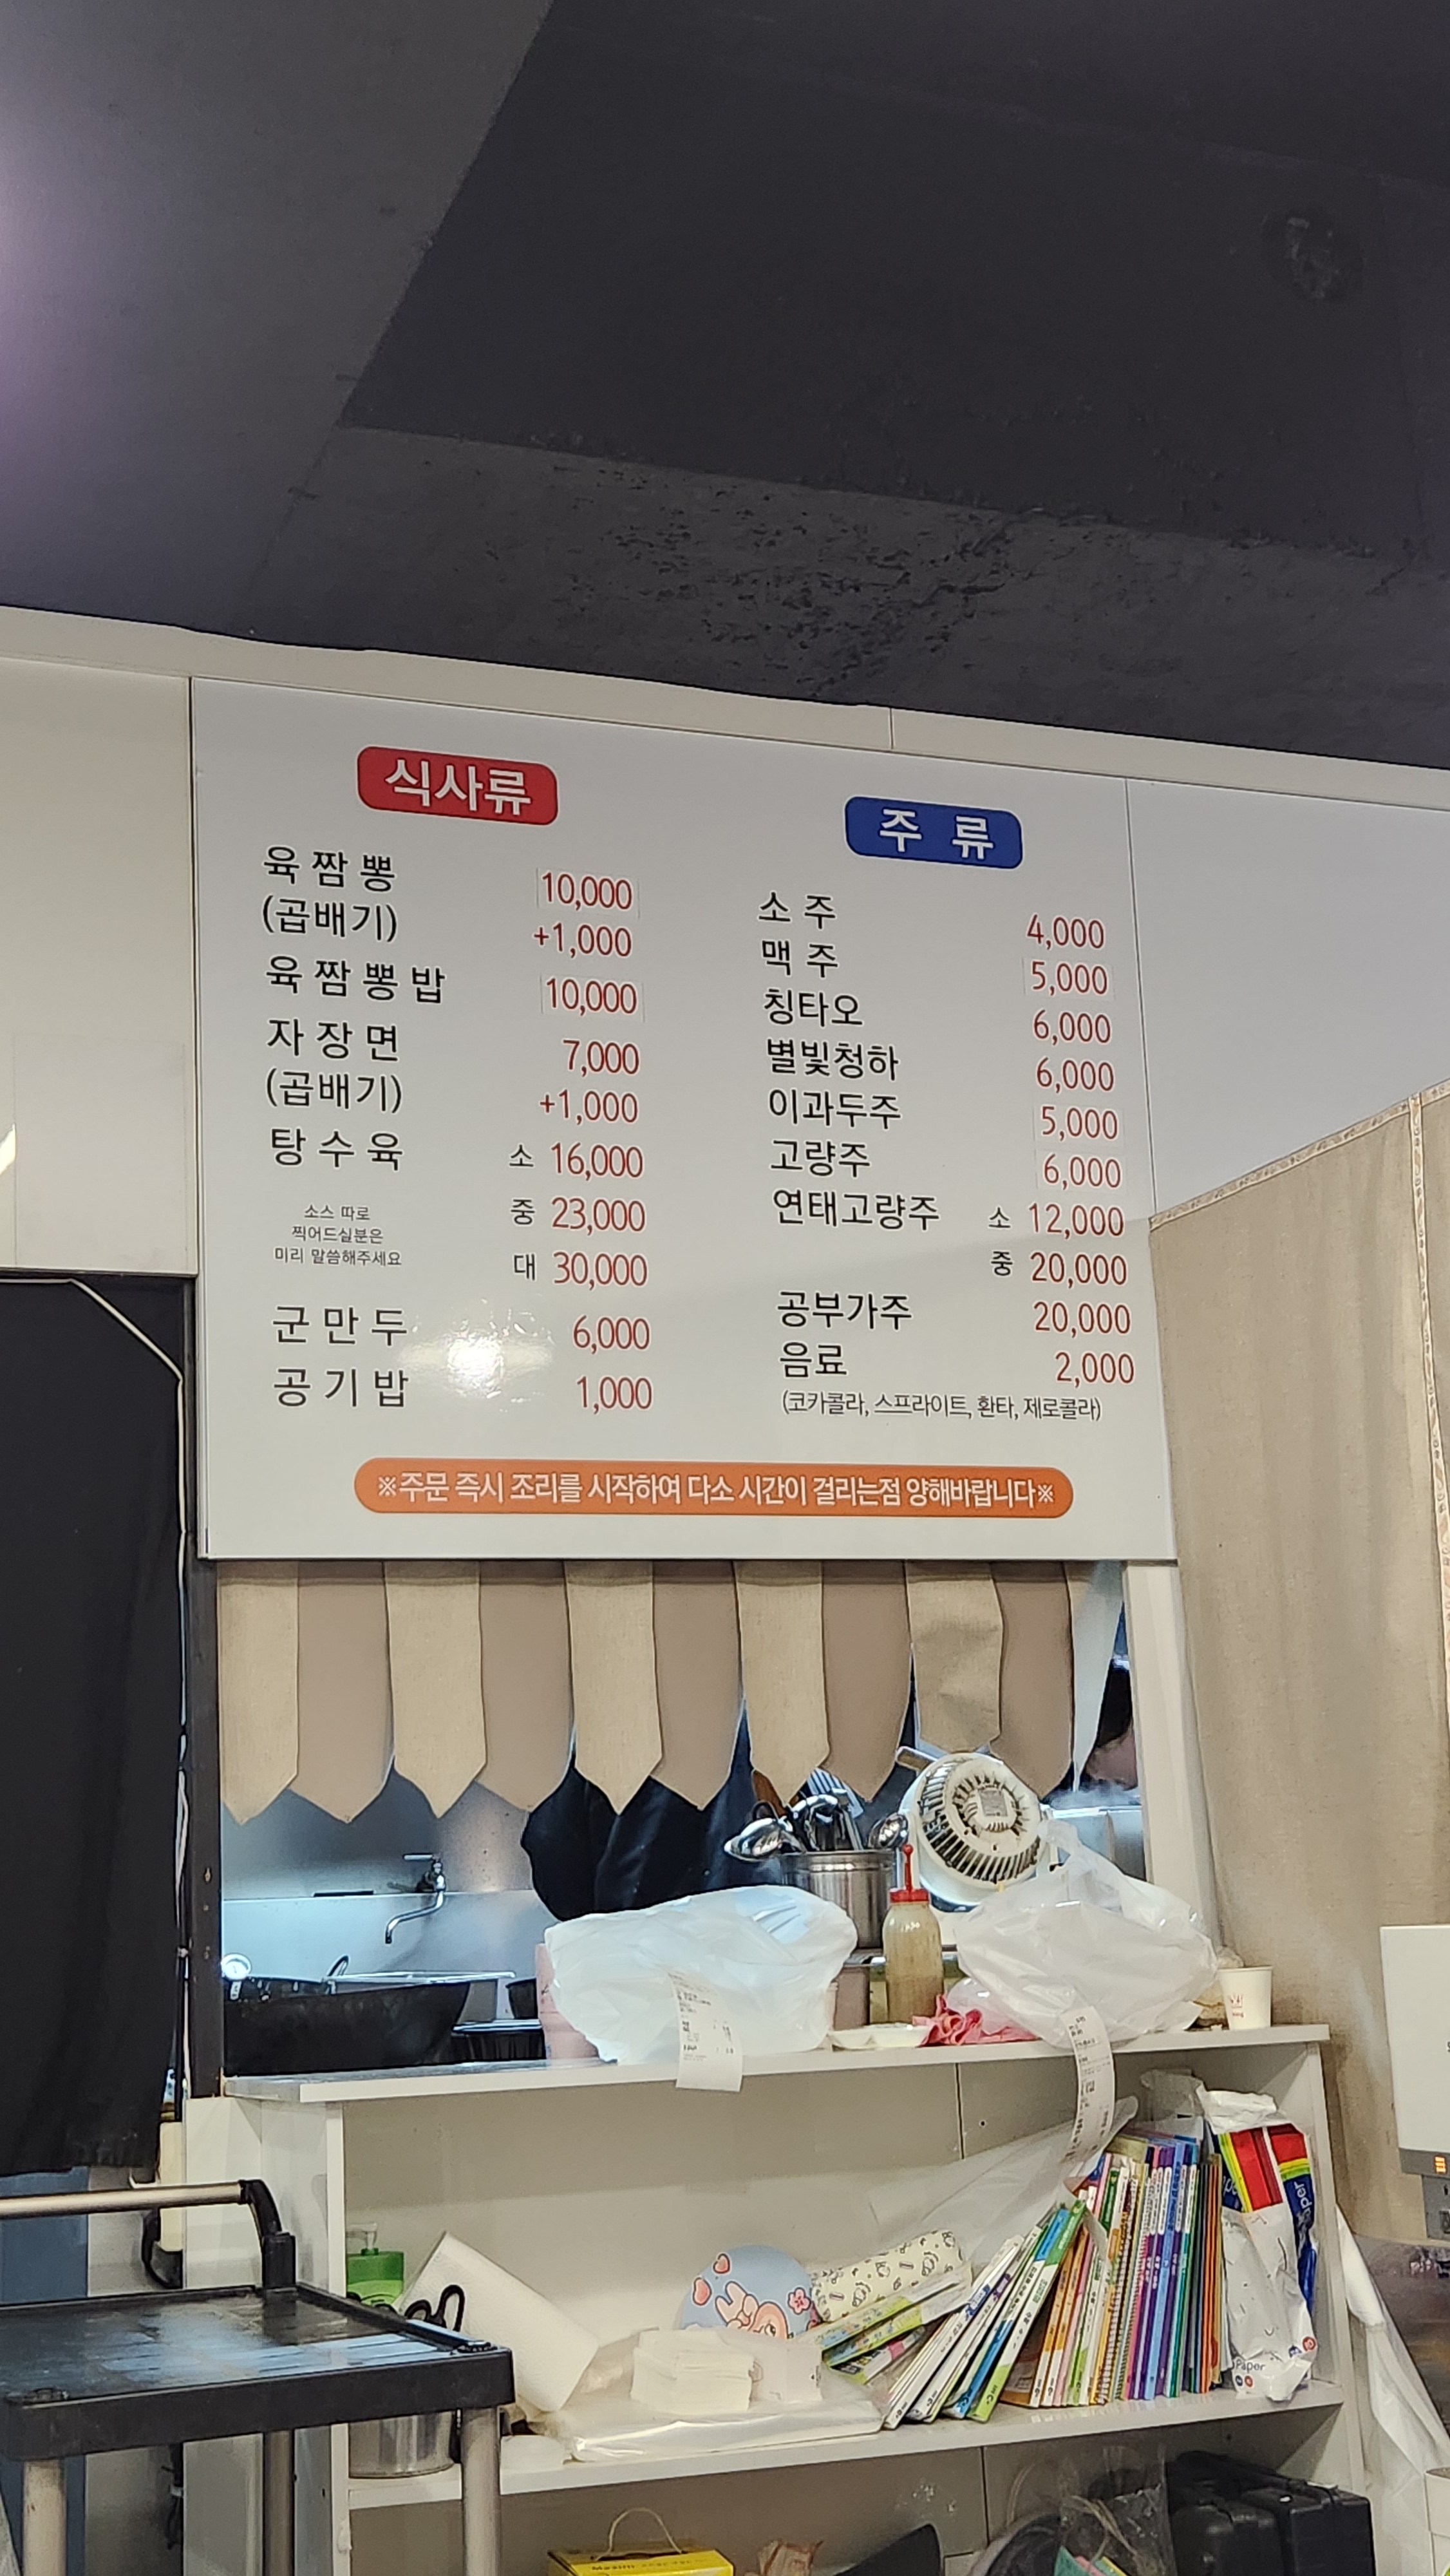 식사류
육짬뽕 10,000
(곱배기) +1,000
육짬뽕밥 10,000
자장면 7,000
(곱배기) +1,000
탕수육 소 16,000
소스 따로
찍어드실분은
미리 말씀해주세요
중 23,000
대 30,000
군만두 6,000
공기밥 1,000
주류
소주 4,000
맥주 5,000
칭타오 6,000
별빛청하 6,000
이과두주 5,000
고량주 6,000
연태고량주 소 12,000
중 20,000
공부가주 20,000
음료 2,000
(코카콜라, 스프라이트, 환타, 제로콜라)
※주문 즉시 조리를 시작하여 다소 시간이 걸리는점 양해바랍니다※
Paper
Maxim